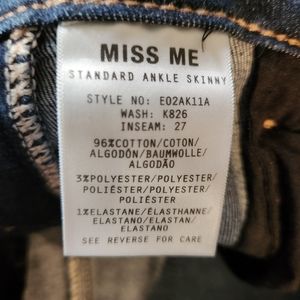 MISS ME
STANDARD ANKLE SKINNY
STYLE NO: E02AK11A
WASH: K826
INSEAM: 27
96%COTTON/COTON/
ALGODÓN/BAUMWOLLE/
ALGODÃO
3%POLYESTER/POLYESTER/
POLIÉSTER/POLYESTER/
POLIÉSTER
1%ELASTANE/ÉLASTHANNE/
ELASTANO/ELASTAN/
ELASTANO
SEE REVERSE FOR CARE